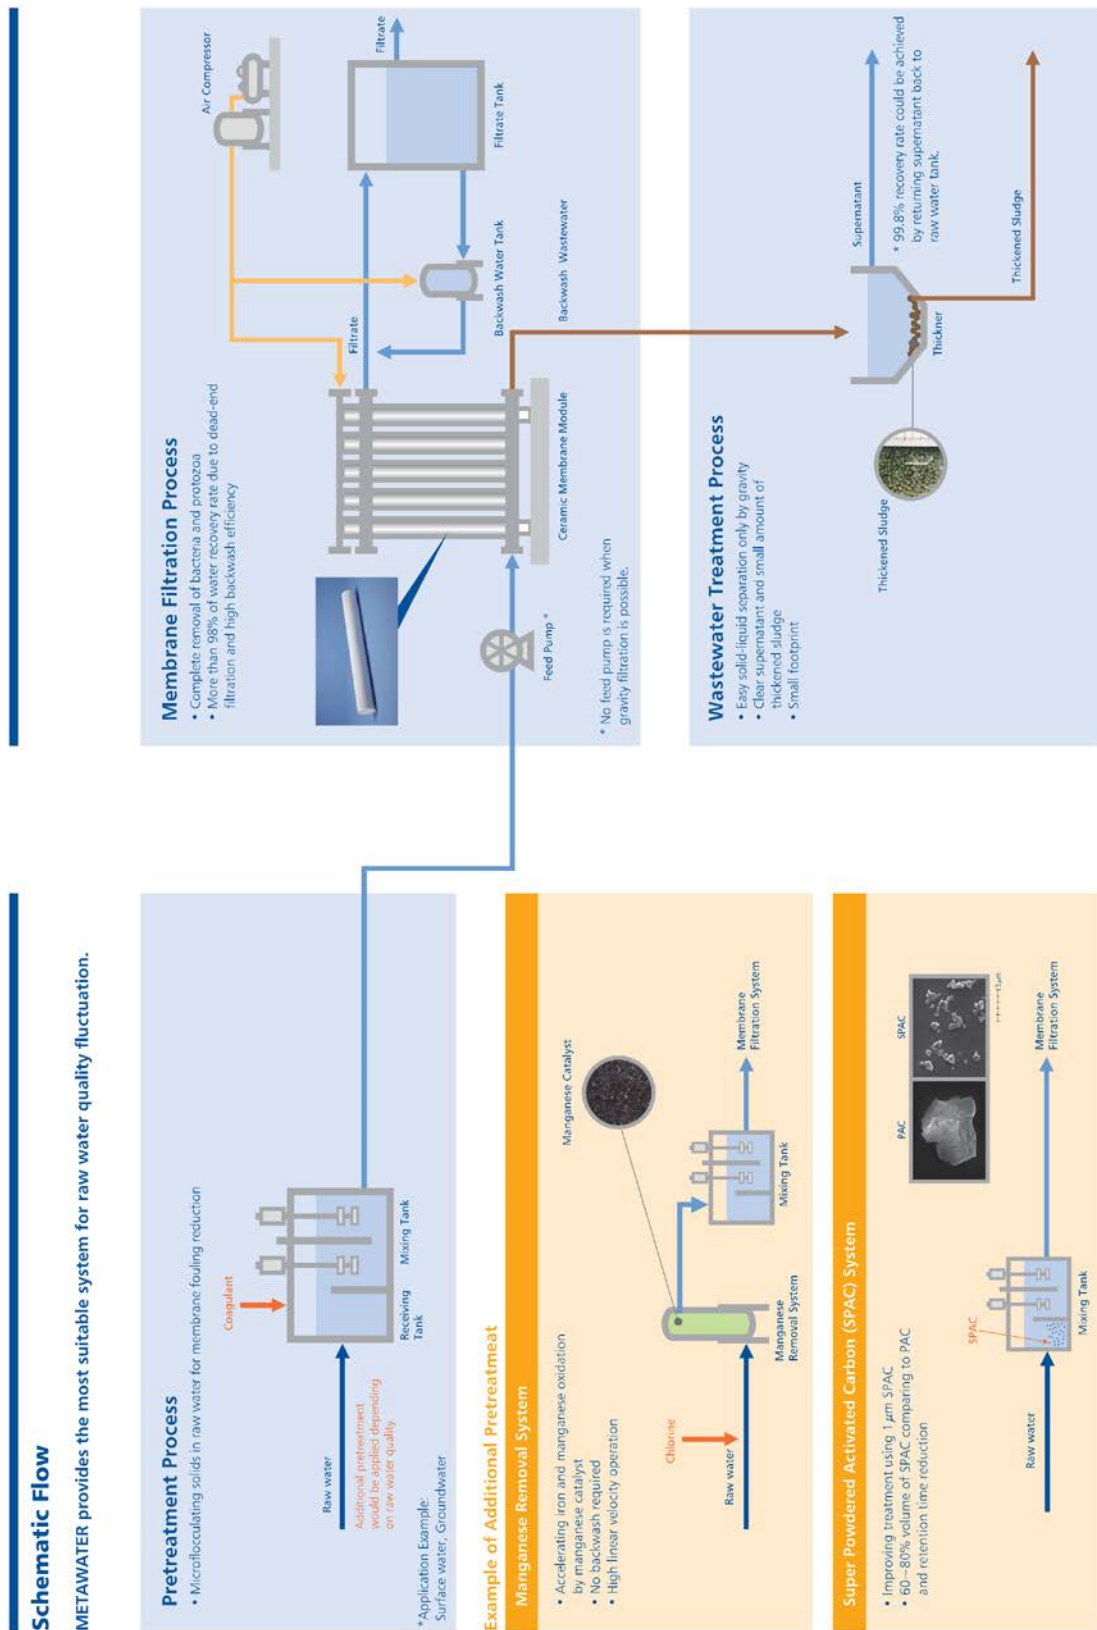 Schematic Flow
METAWATER provides the most suitable system for raw water quality fluctuation.
Pretreatment Process
• Microflocculating solids in raw water for membrane fouling reduction
Coagulant
Raw water
Additional pretreatment
would be applied depending
on raw water quality.
Receiving
Tank
Mixing Tank
*Application Example:
Surface water, Groundwater
Example of Additional Pretreatmeat
Manganese Removal System
• Accelerating iron and manganese oxidation
by manganese catalyst
• No backwash required
• High linear velocity operation
Manganese Catalyst
Chlorine
Raw water
Manganese
Removal System
Mixing Tank
Membrane
Filtration System
Super Powdered Activated Carbon (SPAC) System
• Improving treatment using 1 μm SPAC
• 60~80% volume of SPAC comparing to PAC
and retention time reduction
PAC
SPAC
SPAC
Raw water
Mixing Tank
Membrane
Filtration System
Membrane Filtration Process
• Complete removal of bacteria and protozoa
• More than 98% of water recovery rate due to dead-end
filtration and high backwash efficiency
Air Compressor
Filtrate
Filtrate
Filtrate Tank
Backwash Water Tank
Backwash Wastewater
Ceramic Membrane Module
Feed Pump *
* No feed pump is required when
gravity filtration is possible.
Wastewater Treatment Process
• Easy solid-liquid separation only by gravity
• Clear supernatant and small amount of
thickened sludge
• Small footprint
Supernatant
* 99.8% recovery rate could be achieved
by returning supernatant back to
raw water tank.
Thickened Sludge
Thickner
Thickened Sludge